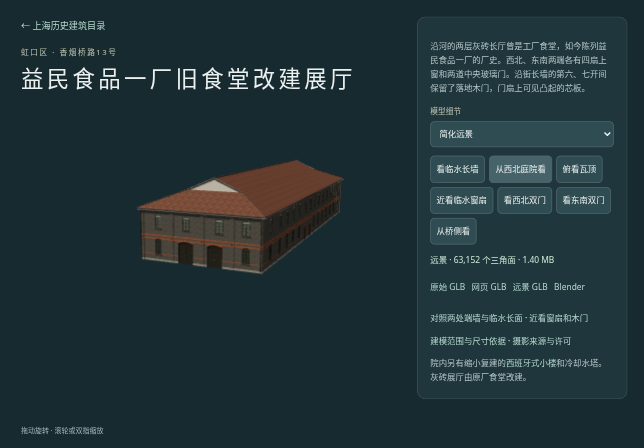 ← 上海历史建筑目录
虹口区 · 香烟桥路13号
益民食品一厂旧食堂改建展厅
沿河的两层灰砖长厅曾是工厂食堂，如今陈列益
民食品一厂的厂史。西北、东南两端各有四扇上
窗和两道中央玻璃门。沿街长墙的第六、七开间
保留了落地木门，门扇上可见凸起的芯板。
模型细节
简化远景
看临水长墙 从西北庭院看 俯看瓦顶
近看临水窗扇 看西北双门 看东南双门
从桥侧看
远景 · 63,152 个三角面 · 1.40 MB
原始 GLB 网页 GLB 远景 GLB Blender
对照两处端墙与临水长面 · 近看窗扇和木门
建模范围与尺寸依据 · 摄影来源与许可
院内另有缩小复建的西班牙式小楼和冷却水塔。
灰砖展厅由原厂食堂改建。
拖动旋转 · 滚轮或双指缩放